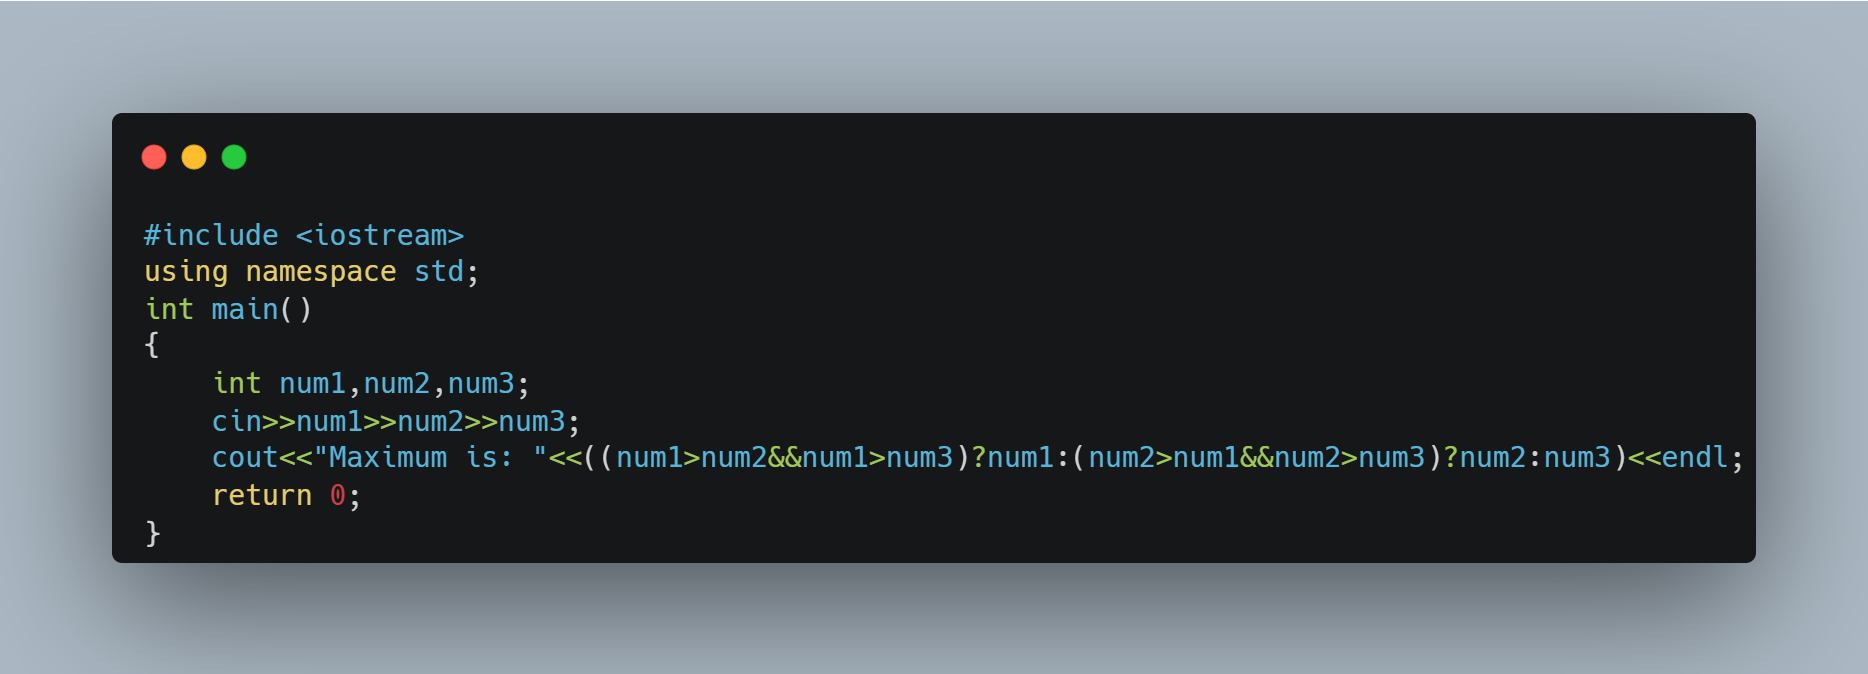 #include <iostream>
using namespace std;
int main()
{
    int num1,num2,num3;
    cin>>num1>>num2>>num3;
    cout<<"Maximum is: "<<((num1>num2&&num1>num3)?num1:(num2>num1&&num2>num3)?num2:num3)<<endl;
    return 0;
}